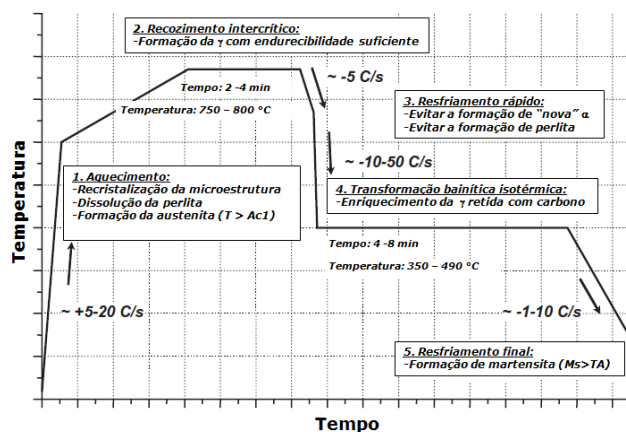 2. Recozimento intercrítico:
-Formação da γ com endurecibilidade suficiente
~ -5 C/s
Tempo: 2 -4 min
Temperatura: 750 – 800 °C
3. Resfriamento rápido:
-Evitar a formação de "nova" α
-Evitar a formação de perlita
~ -10-50 C/s
1. Aquecimento:
-Recristalização da microestrutura
-Dissolução da perlita
-Formação da austenita (T > Ac1)
4. Transformação bainítica isotérmica:
-Enriquecimento da γ retida com carbono
Tempo: 4 -8 min
Temperatura: 350 – 490 °C
~ +5-20 C/s
~ -1-10 C/s
5. Resfriamento final:
-Formação de martensita (Ms>TA)
Temperatura
Tempo